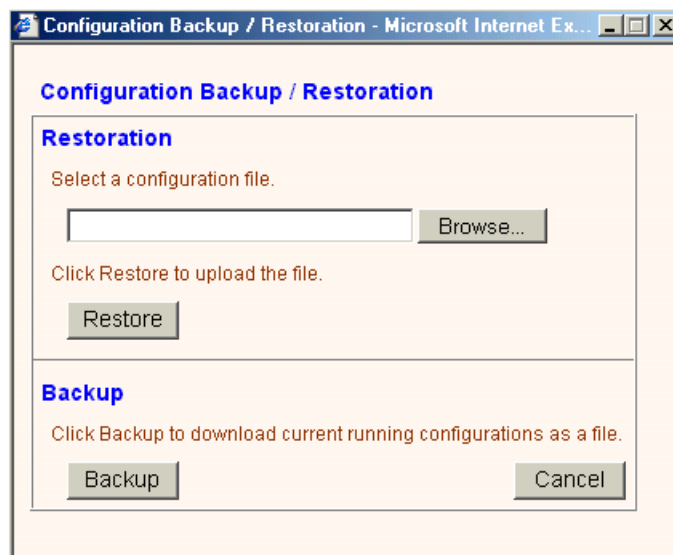 Configuration Backup / Restoration - Microsoft Internet Ex...
Configuration Backup / Restoration
Restoration
Select a configuration file.
Browse...
Click Restore to upload the file.
Restore
Backup
Click Backup to download current running configurations as a file.
Backup Cancel